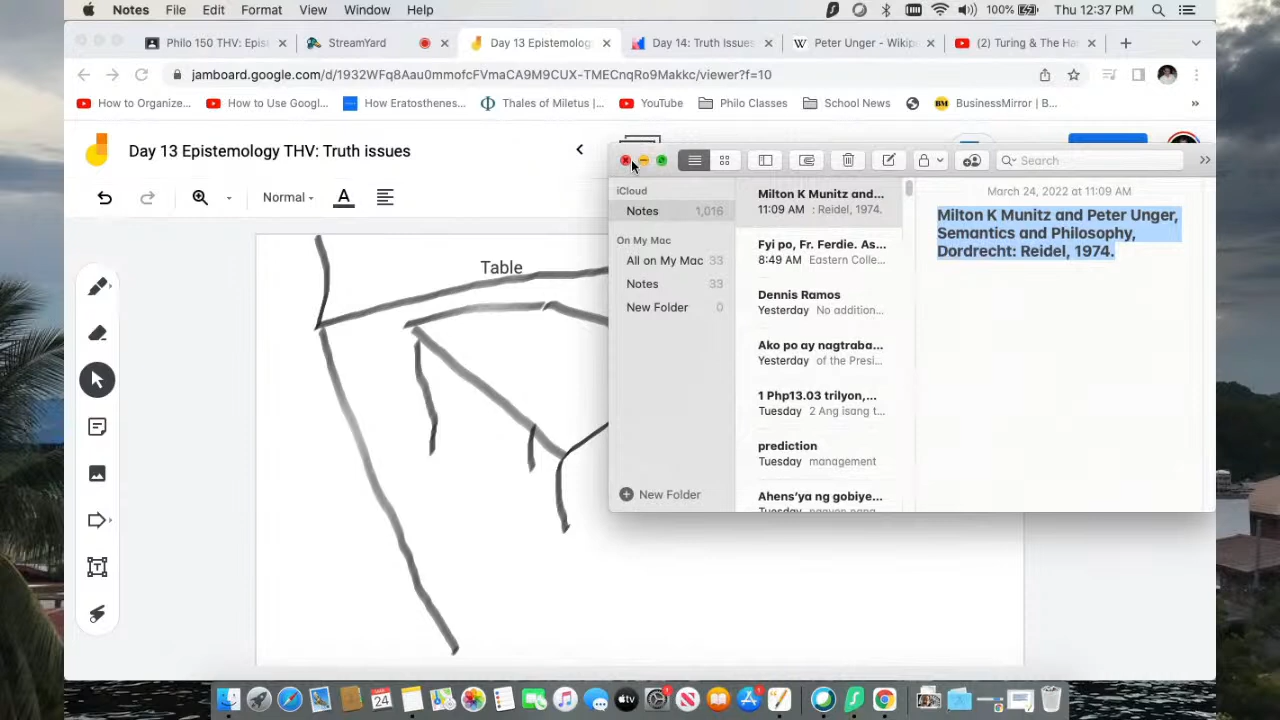 Notes File Edit Format View Window Help 100% Thu 12:37 PM
Philo 150 THV: Epis StreamYard Day 13 Epistemology Day 14: Truth Issues Peter Unger - Wikip (2) Turing & The Ha
jamboard.google.com/d/1932WFq8Aau0mmofcFVmaCA9M9CUX-TMECnqRo9Makkc/viewer?f=10
How to Organize... How to Use Googl... How Eratosthenes... Thales of Miletus |... YouTube Philo Classes School News BusinessMirror | B... »
Day 13 Epistemology THV: Truth issues
Normal
Table
Search
iCloud
Notes 1,016
On My Mac
All on My Mac 33
Notes 33
New Folder 0
New Folder
Milton K Munitz and...
11:09 AM : Reidel, 1974.
Fyi po, Fr. Ferdie. As...
8:49 AM Eastern Colle...
Dennis Ramos
Yesterday No addition...
Ako po ay nagtraba...
Yesterday of the Presi...
1 Php13.03 trilyon,...
Tuesday 2 Ang isang t...
prediction
Tuesday management
Ahens'ya ng gobiye...
March 24, 2022 at 11:09 AM
Milton K Munitz and Peter Unger,
Semantics and Philosophy,
Dordrecht: Reidel, 1974.
24